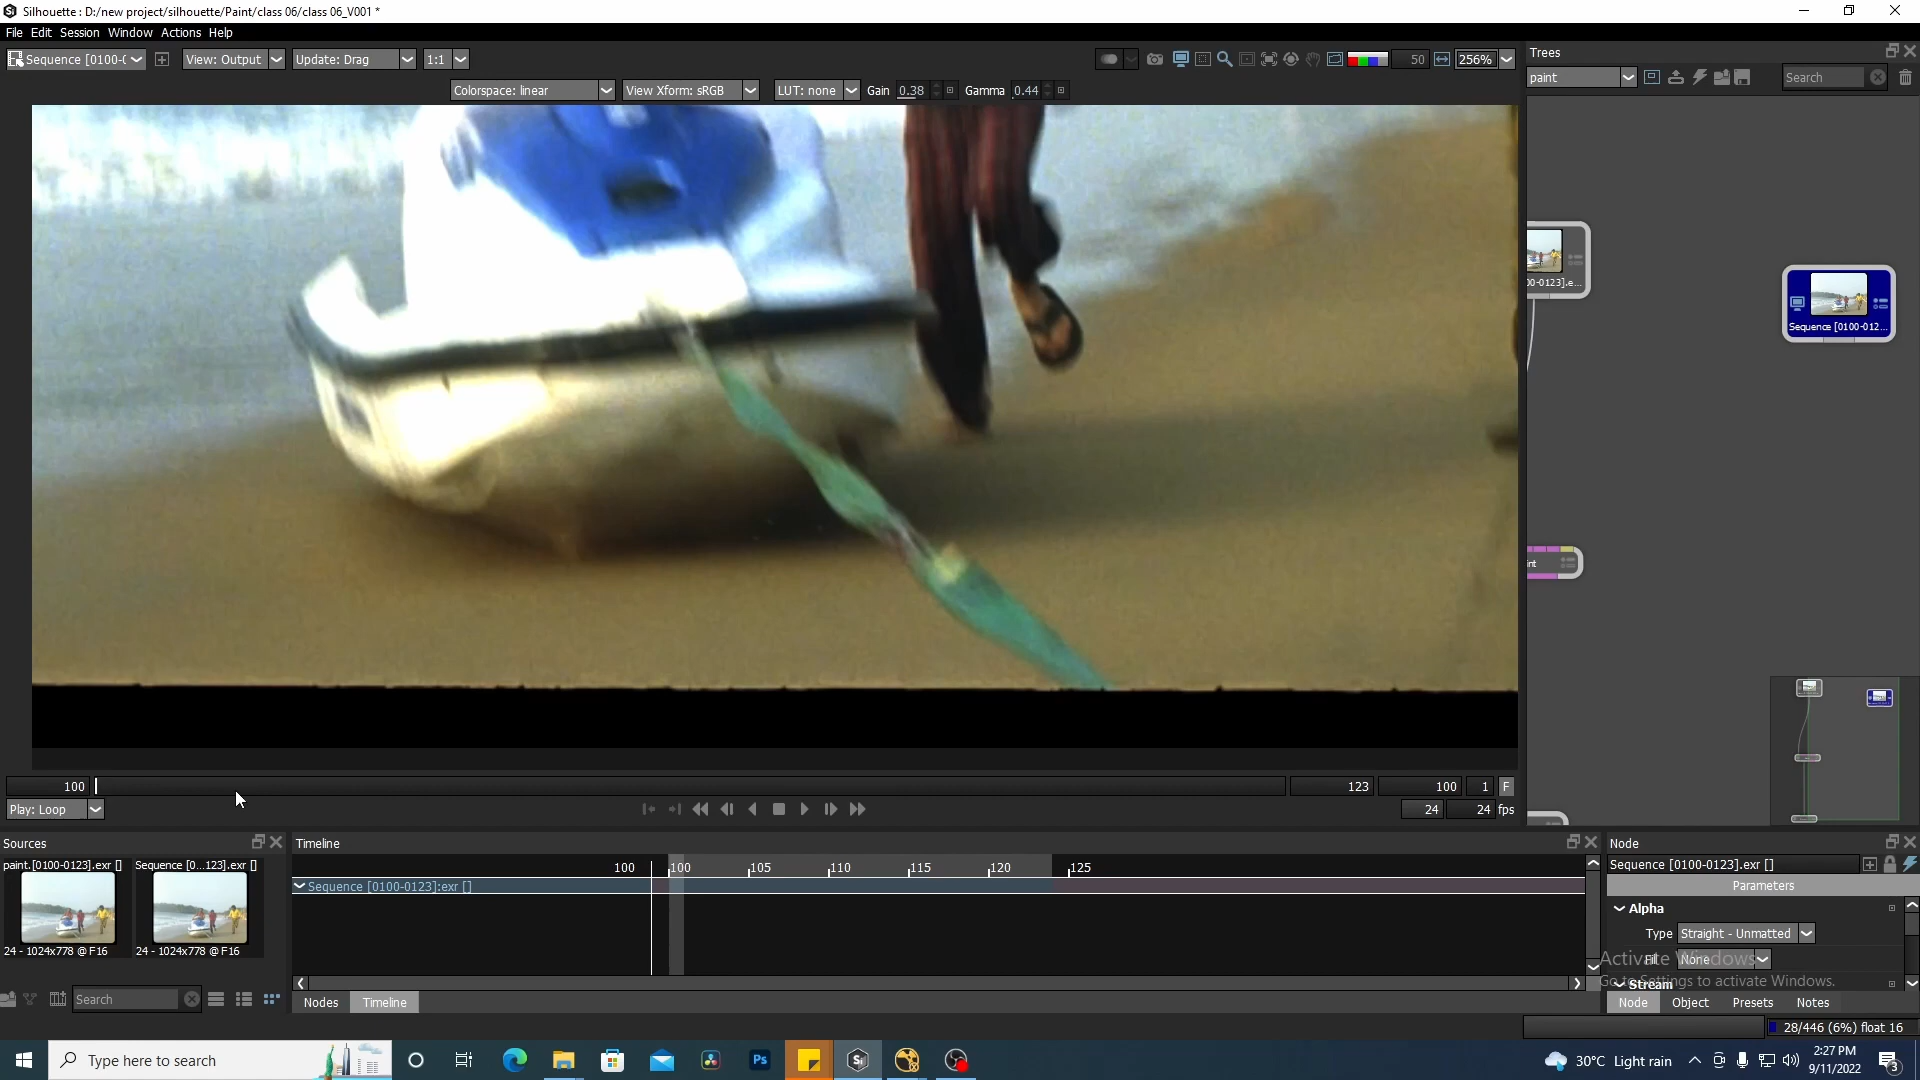 Silhouette : D:/new project/silhouette/Paint/class 06/class 06_V001 *
File Edit Session Window Actions Help
Sequence [0100-( View: Output Update: Drag 1:1 50 256%
Colorspace: linear View Xform: sRGB LUT: none Gain 0.38 Gamma 0.44
Trees
paint Search
00-0123].e...
Sequence [0100-012...
int
100 123 100 1 F
Play: Loop 24 24 fps
Sources
paint.[0100-0123].exr [] Sequence [0...123].exr []
24 - 1024x778 @ F16 24 - 1024x778 @ F16
Search
Timeline
100 100 105 110 115 120 125
Sequence [0100-0123]:exr []
Nodes Timeline
Node
Sequence [0100-0123].exr []
Parameters
Alpha
Type Straight - Unmatted
None
Stream
Activate Windows
Go to Settings to activate Windows.
Node Object Presets Notes
28/446 (6%) float 16
Type here to search
Ps
Si
30°C Light rain
2:27 PM
9/11/2022
3